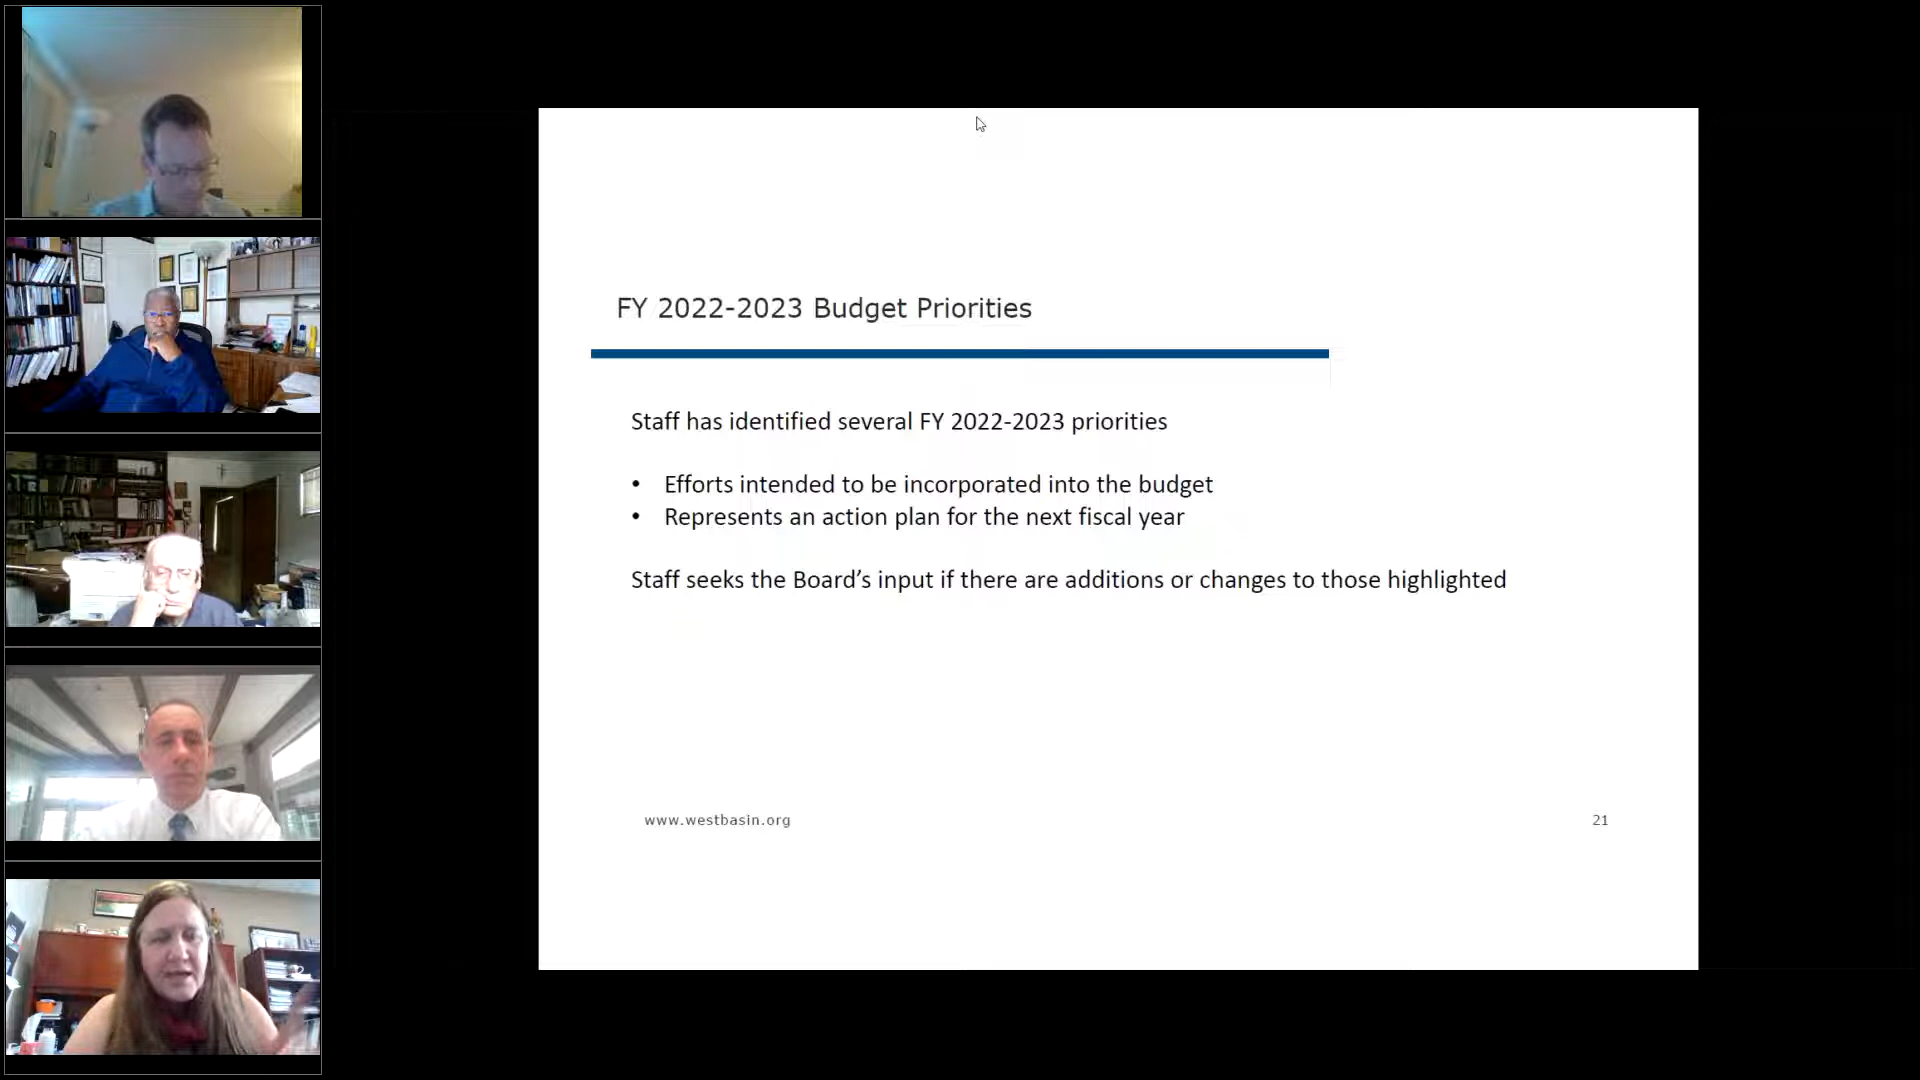 FY 2022-2023 Budget Priorities
Staff has identified several FY 2022-2023 priorities
• Efforts intended to be incorporated into the budget
• Represents an action plan for the next fiscal year
Staff seeks the Board’s input if there are additions or changes to those highlighted
www.westbasin.org
21